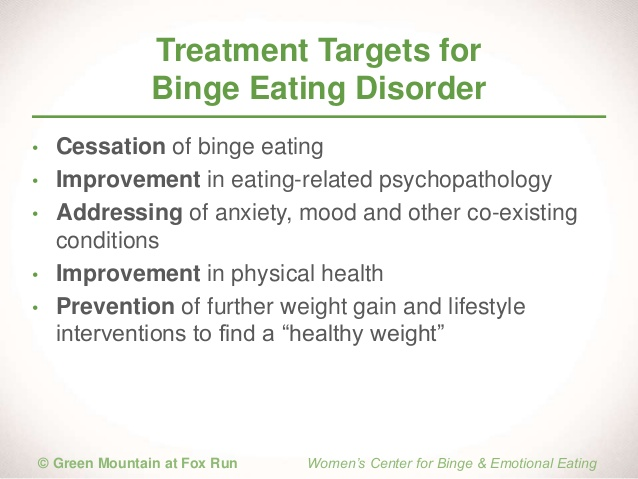 Treatment Targets for
Binge Eating Disorder
• Cessation of binge eating
• Improvement in eating-related psychopathology
• Addressing of anxiety, mood and other co-existing
conditions
• Improvement in physical health
• Prevention of further weight gain and lifestyle
interventions to find a “healthy weight”
© Green Mountain at Fox Run
Women’s Center for Binge & Emotional Eating